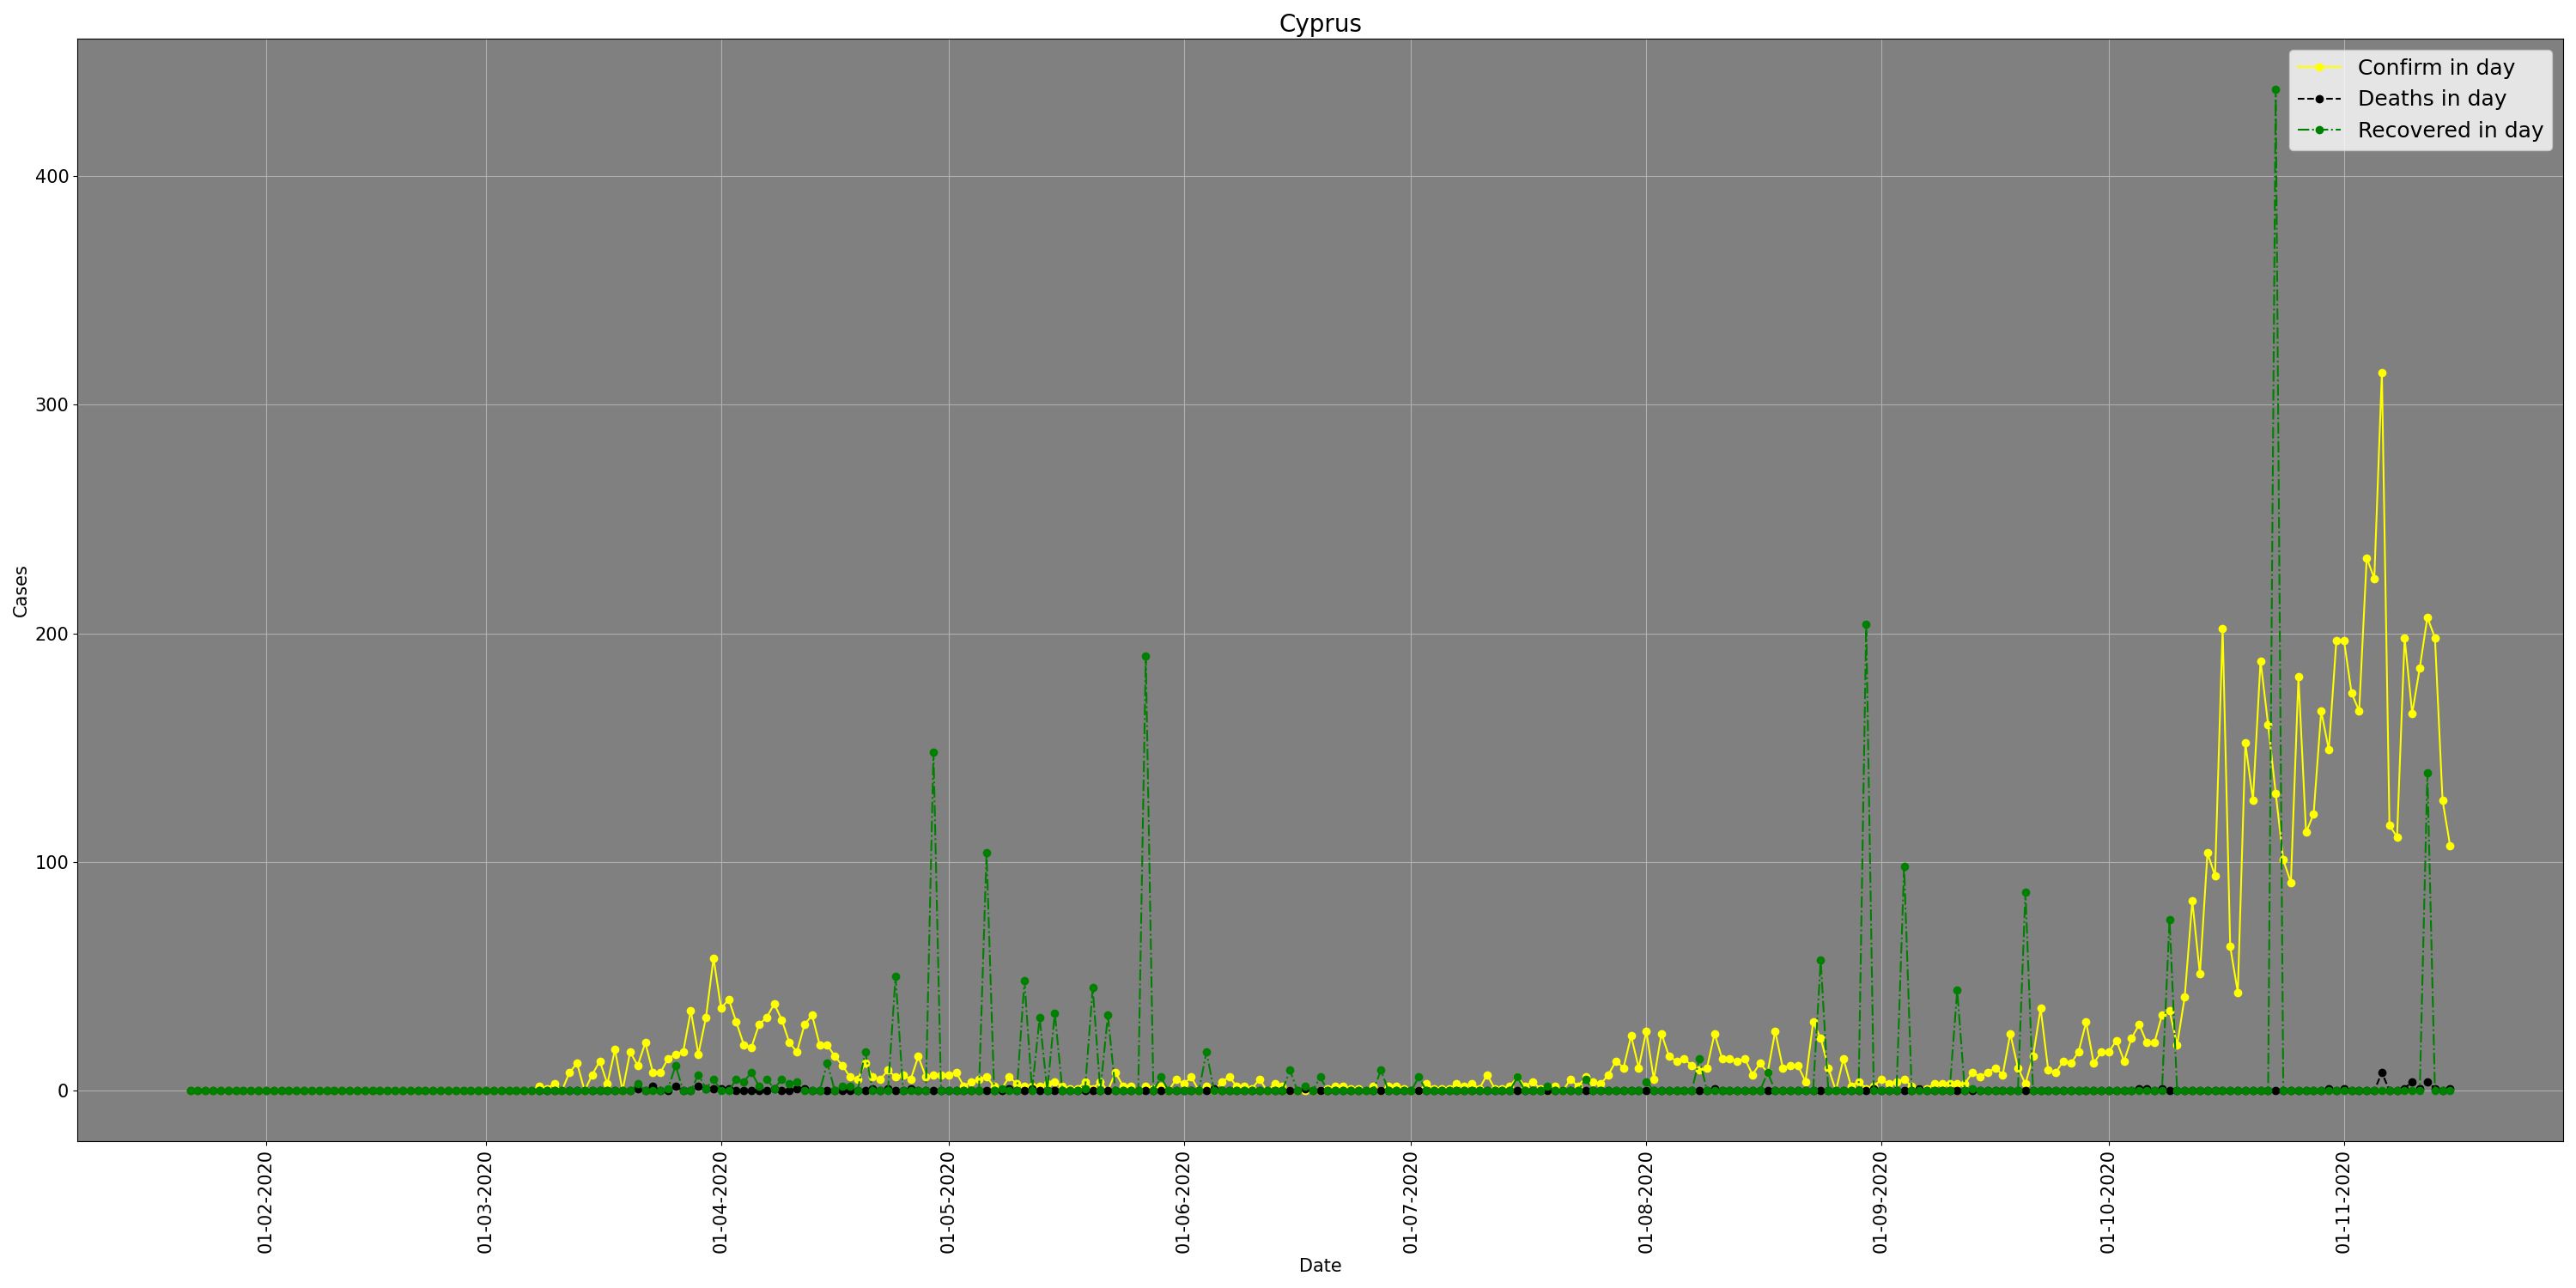 Cyprus
Confirm in day
Deaths in day
Recovered in day
400
300
200
100
0
Cases
01-02-2020
01-03-2020
01-04-2020
01-05-2020
01-06-2020
01-07-2020
01-08-2020
01-09-2020
01-10-2020
01-11-2020
Date